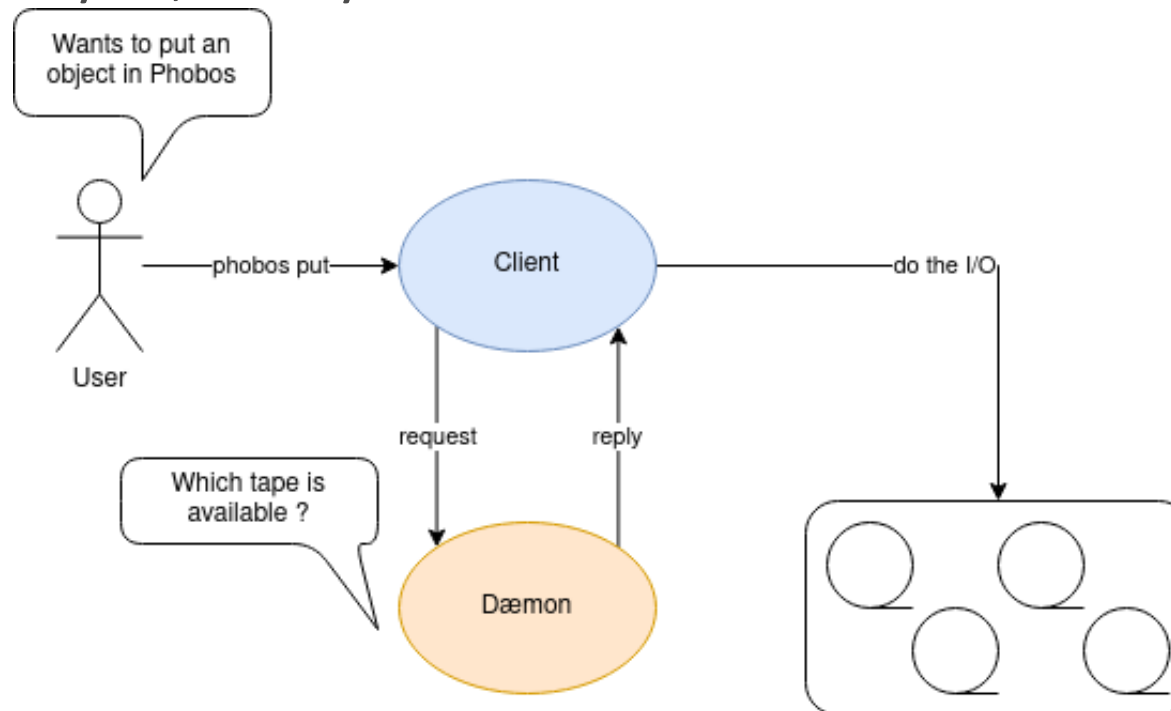 Wants to put an
object in Phobos
phobos put
Client
do the I/O
User
request
reply
Which tape is
available ?
Dæmon